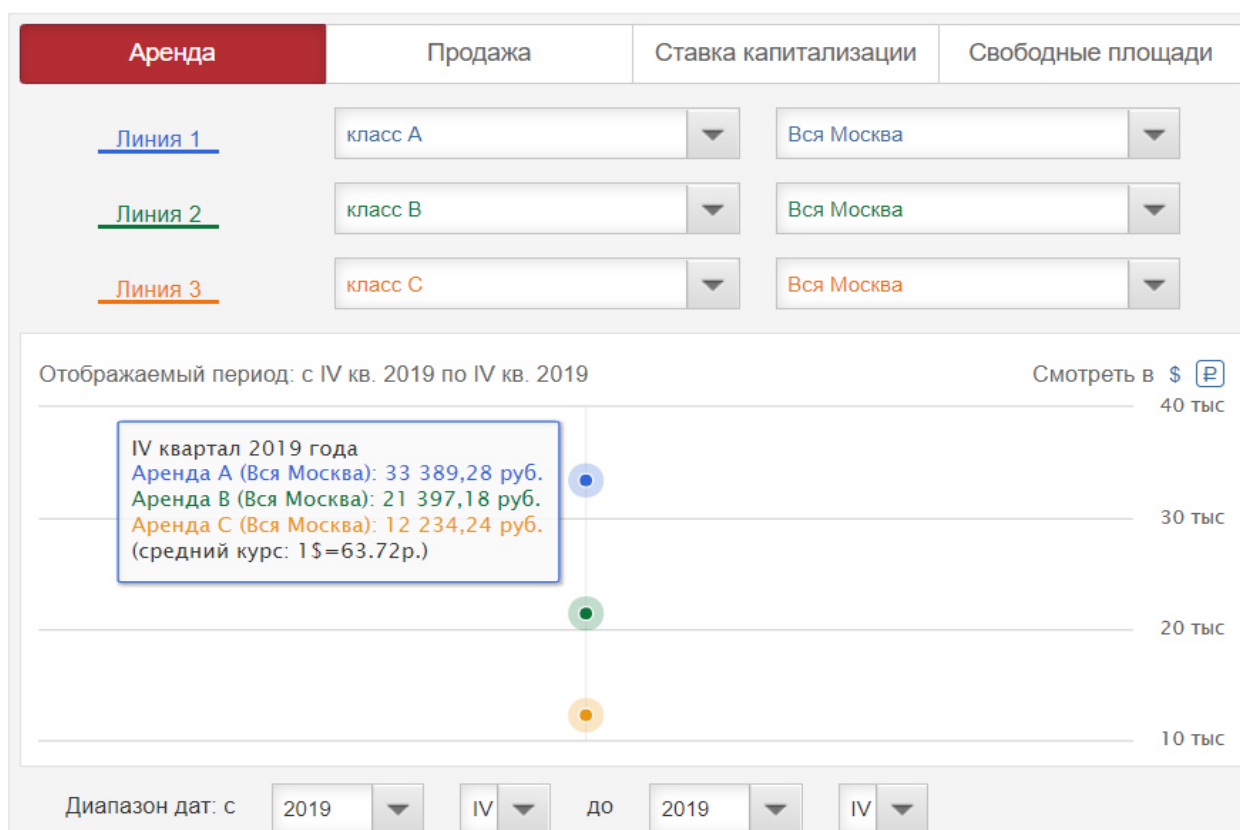 Аренда Продажа Ставка капитализации Свободные площади
Линия 1 класс А Вся Москва
Линия 2 класс В Вся Москва
Линия 3 класс С Вся Москва
Отображаемый период: с IV кв. 2019 по IV кв. 2019 Смотреть в $ ₽
40 тыс
IV квартал 2019 года
Аренда A (Вся Москва): 33 389,28 руб.
Аренда B (Вся Москва): 21 397,18 руб.
Аренда C (Вся Москва): 12 234,24 руб.
(средний курс: 1$=63.72р.)
30 тыс
20 тыс
10 тыс
Диапазон дат: с 2019 IV до 2019 IV